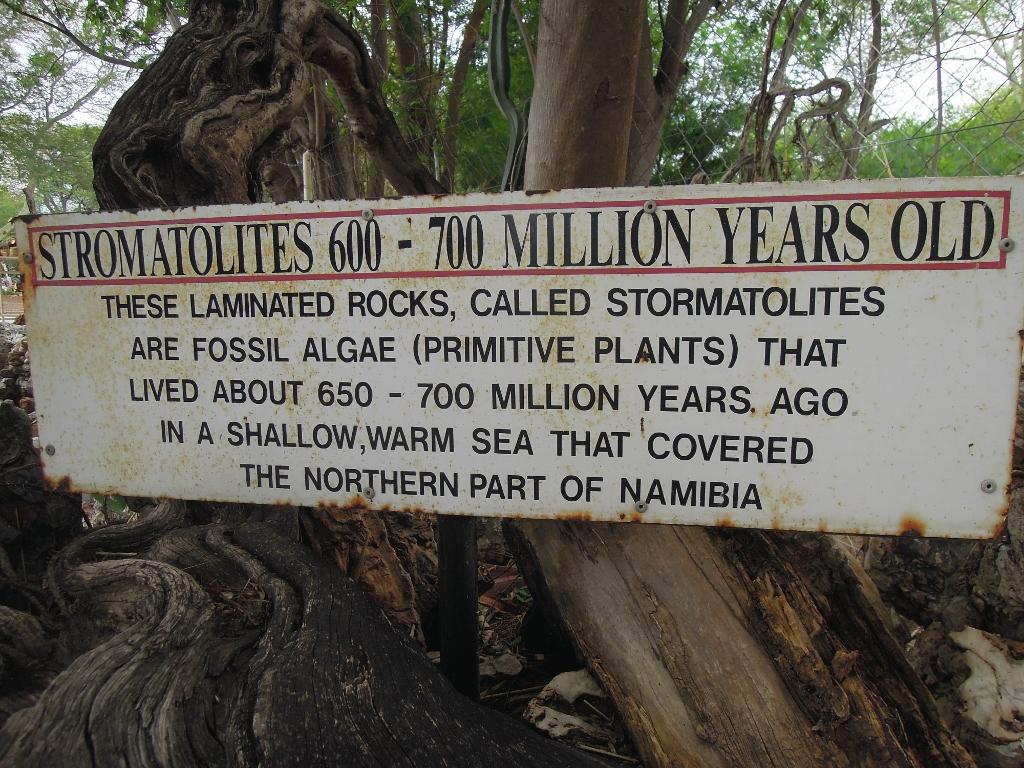 STROMATOLITES 600 - 700 MILLION YEARS OLD
THESE LAMINATED ROCKS, CALLED STORMATOLITES
ARE FOSSIL ALGAE (PRIMITIVE PLANTS) THAT
LIVED ABOUT 650 - 700 MILLION YEARS. AGO
IN A SHALLOW,WARM SEA THAT COVERED
THE NORTHERN PART OF NAMIBIA